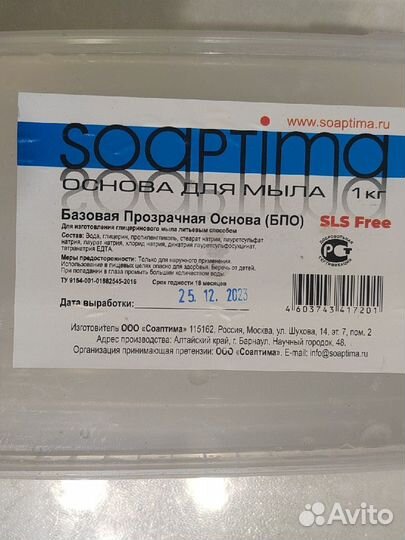 www.soaptima.ru
soaptima
ОСНОВА ДЛЯ МЫЛА 1 кг
Базовая Прозрачная Основа (БПО) SLS Free
Для изготовления глицеринового мыла литьевым способом
Состав: Вода, глицерин, пропиленгликоль, стеарат натрия, лауретсульфат
натрия, лаурат натрия, хлорид натрия, динатрия лауретсульфосукцинат,
тетранатрия ЕДТА.
Меры предосторожности: Только для наружного применения.
Использование в пищевых целях опасно для здоровья. Беречь от детей.
При попадании в глаза промыть большим количеством воды.
ТУ 9154-001-01882545-2016 Срок годности 18 месяцев
ДОБРОВОЛЬНАЯ
СЕРТИФИКАЦИЯ
Дата выработки: 25. 12. 2023
4 603743 417201
Изготовитель ООО «Соаптима» 115162, Россия, Москва, ул. Шухова, 14, эт. 7, пом. 2
Адрес производства: Алтайский край, г. Барнаул, Научный городок, 48.
Организация принимающая претензии: ООО «Соаптима». E-mail: info@soaptima.ru
Avito